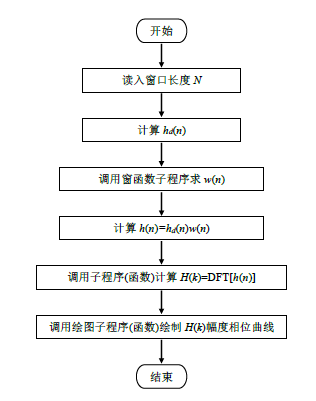 开始
读入窗口长度 N
计算 hd(n)
调用窗函数子程序求 w(n)
计算 h(n)=hd(n)w(n)
调用子程序(函数)计算 H(k)=DFT[h(n)]
调用绘图子程序(函数)绘制 H(k)幅度相位曲线
结束